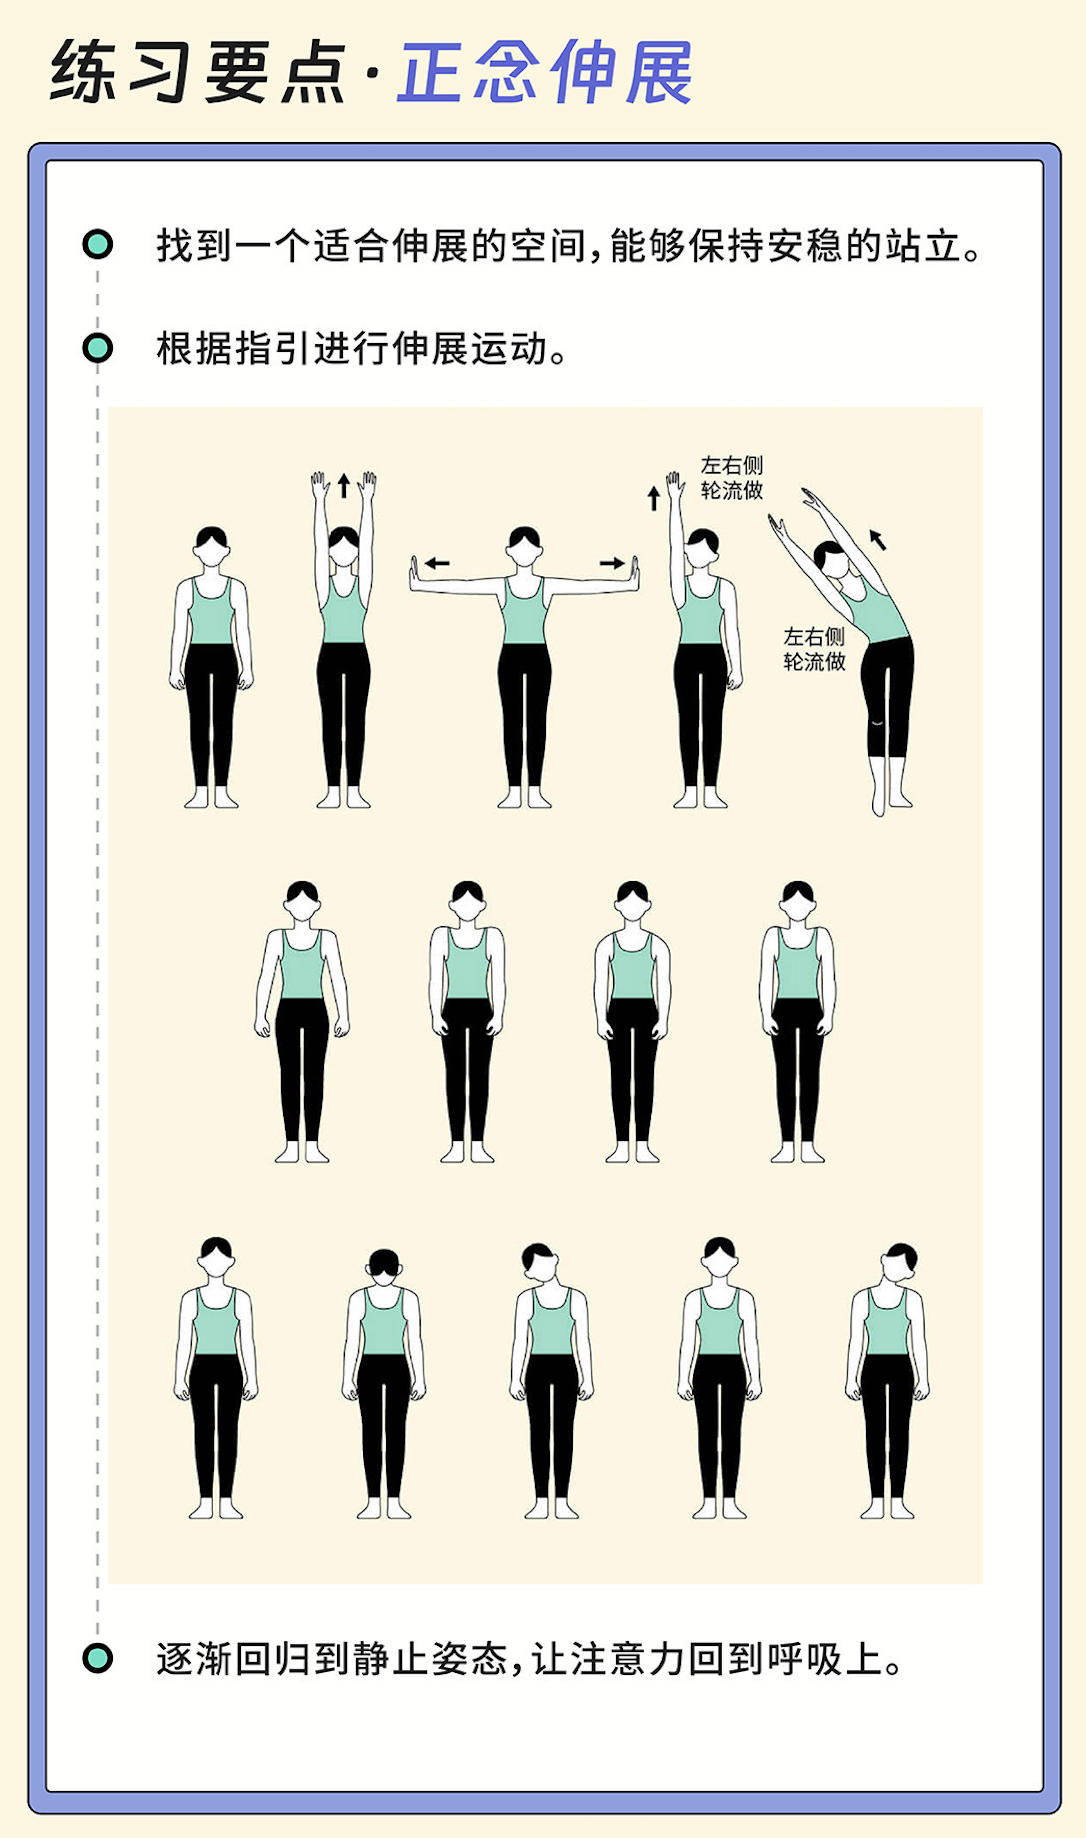 练习要点·正念伸展
找到一个适合伸展的空间,能够保持安稳的站立。
根据指引进行伸展运动。
左右侧
轮流做
左右侧
轮流做
逐渐回归到静止姿态,让注意力回到呼吸上。